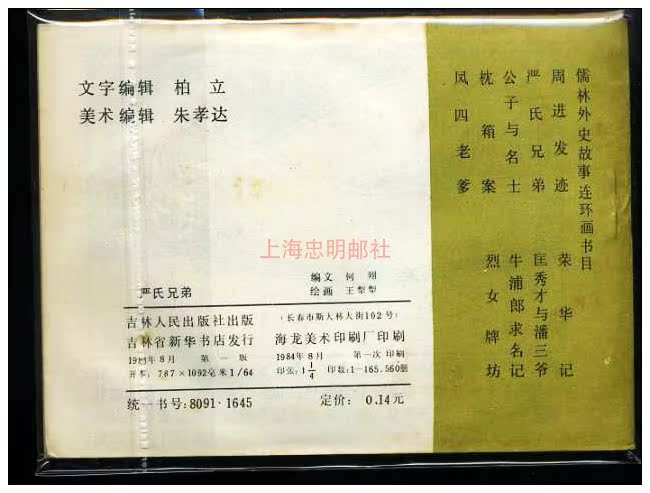 文字编辑 柏 立
美术编辑 朱孝达
上海忠明邮社
严氏兄弟
编文 何 翔
绘画 王犁犁
吉林人民出版社出版
(长春市斯大林大街102号)
吉林省新华书店发行
海龙美术印刷厂印刷
1984年8月 第一版
1984年8月 第一次印刷
开本: 787×1092毫米1/64
印张: 1 1/4 印数: 1-165,560册
统一书号: 8091·1645
定价: 0.14元
儒林外史故事连环画书目
周进发迹 荣华记
严氏兄弟 匡秀才与潘三爷
公子与名士 牛浦郎求名记
枕箱案 烈女牌坊
凤四老爹